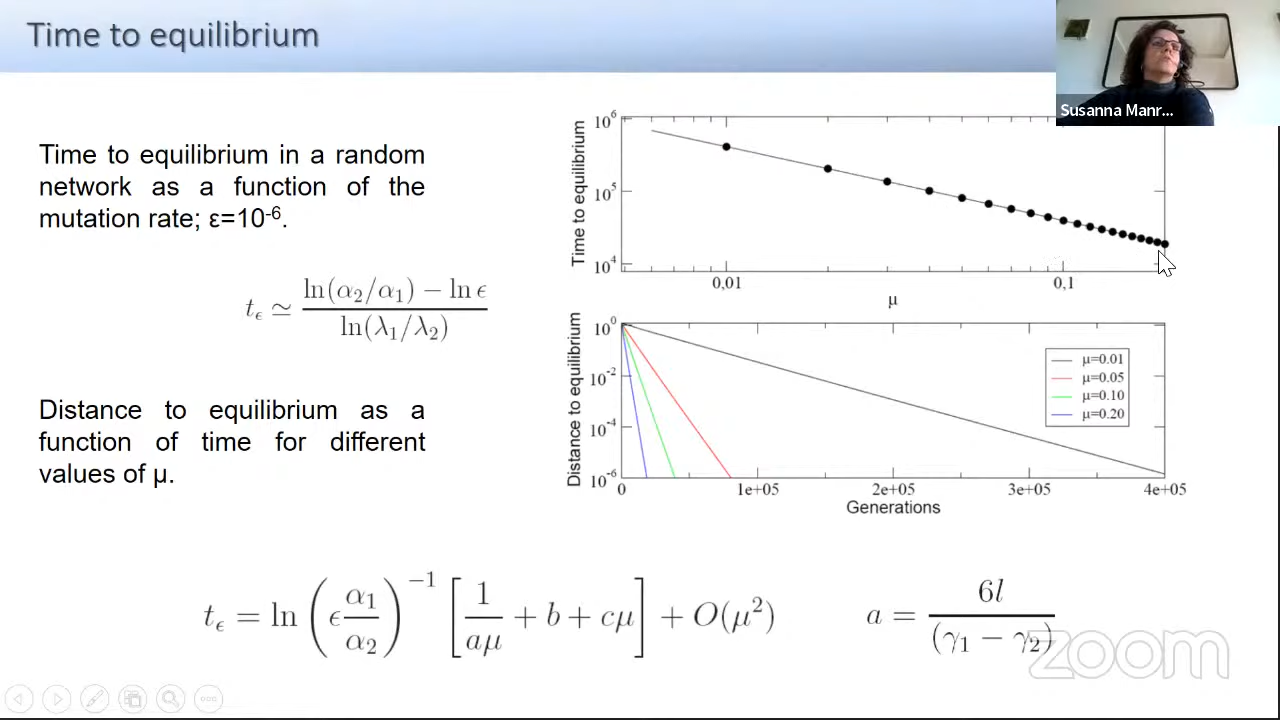 Time to equilibrium
Susanna Manr...
Time to equilibrium in a random
network as a function of the
mutation rate; ε=10⁻⁶.
t_ϵ ≃ (ln(α₂/α₁) − ln ϵ) / ln(λ₁/λ₂)
Distance to equilibrium as a
function of time for different
values of μ.
Time to equilibrium
10⁶
10⁵
10⁴
0,01
0,1
μ
Distance to equilibrium
10⁰
10⁻²
10⁻⁴
10⁻⁶
μ=0.01
μ=0.05
μ=0.10
μ=0.20
0
1e+05
2e+05
3e+05
4e+05
Generations
t_ϵ = ln (ϵ α₁/α₂)⁻¹ [1/(aμ) + b + cμ] + O(μ²)
a = 6l / (γ₁ − γ₂)
zoom